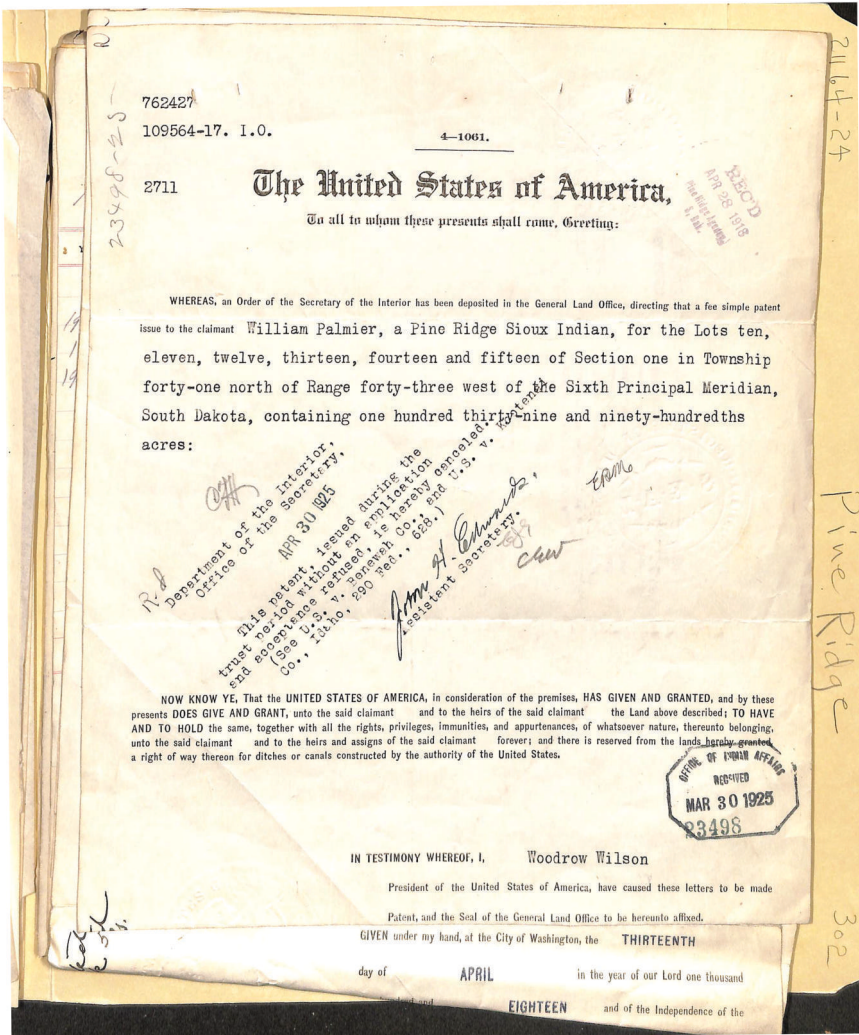 762427
109564-17. I.O.
4—1061.
2711
The United States of America,
To all to whom these presents shall come, Greeting:
REC'D
APR 28 1918
Pine Ridge Agency
S. Dak.
23498-25
2164-24
WHEREAS, an Order of the Secretary of the Interior has been deposited in the General Land Office, directing that a fee simple patent
issue to the claimant William Palmier, a Pine Ridge Sioux Indian, for the Lots ten,
eleven, twelve, thirteen, fourteen and fifteen of Section one in Township
forty-one north of Range forty-three west of the Sixth Principal Meridian,
South Dakota, containing one hundred thirty-nine and ninety-hundredths
acres:
Department of the Interior,
Office of the Secretary,
APR 30 1925
This patent, issued during the
trust period without an application
and acceptance refused, is hereby canceled.
(See U.S. v. Benewah Co., and U.S. v. Kootenai
Co., Idaho, 290 Fed., 628.)
John H. Edwards,
Assistant Secretary.
Pine Ridge
NOW KNOW YE, That the UNITED STATES OF AMERICA, in consideration of the premises, HAS GIVEN AND GRANTED, and by these
presents DOES GIVE AND GRANT, unto the said claimant and to the heirs of the said claimant the Land above described; TO HAVE
AND TO HOLD the same, together with all the rights, privileges, immunities, and appurtenances, of whatsoever nature, thereunto belonging,
unto the said claimant and to the heirs and assigns of the said claimant forever; and there is reserved from the lands hereby granted,
a right of way thereon for ditches or canals constructed by the authority of the United States.
OFFICE OF INDIAN AFFAIRS
RECEIVED
MAR 30 1925
23498
IN TESTIMONY WHEREOF, I, Woodrow Wilson
President of the United States of America, have caused these letters to be made
Patent, and the Seal of the General Land Office to be hereunto affixed.
GIVEN under my hand, at the City of Washington, the THIRTEENTH
day of APRIL in the year of our Lord one thousand
EIGHTEEN and of the Independence of the
302